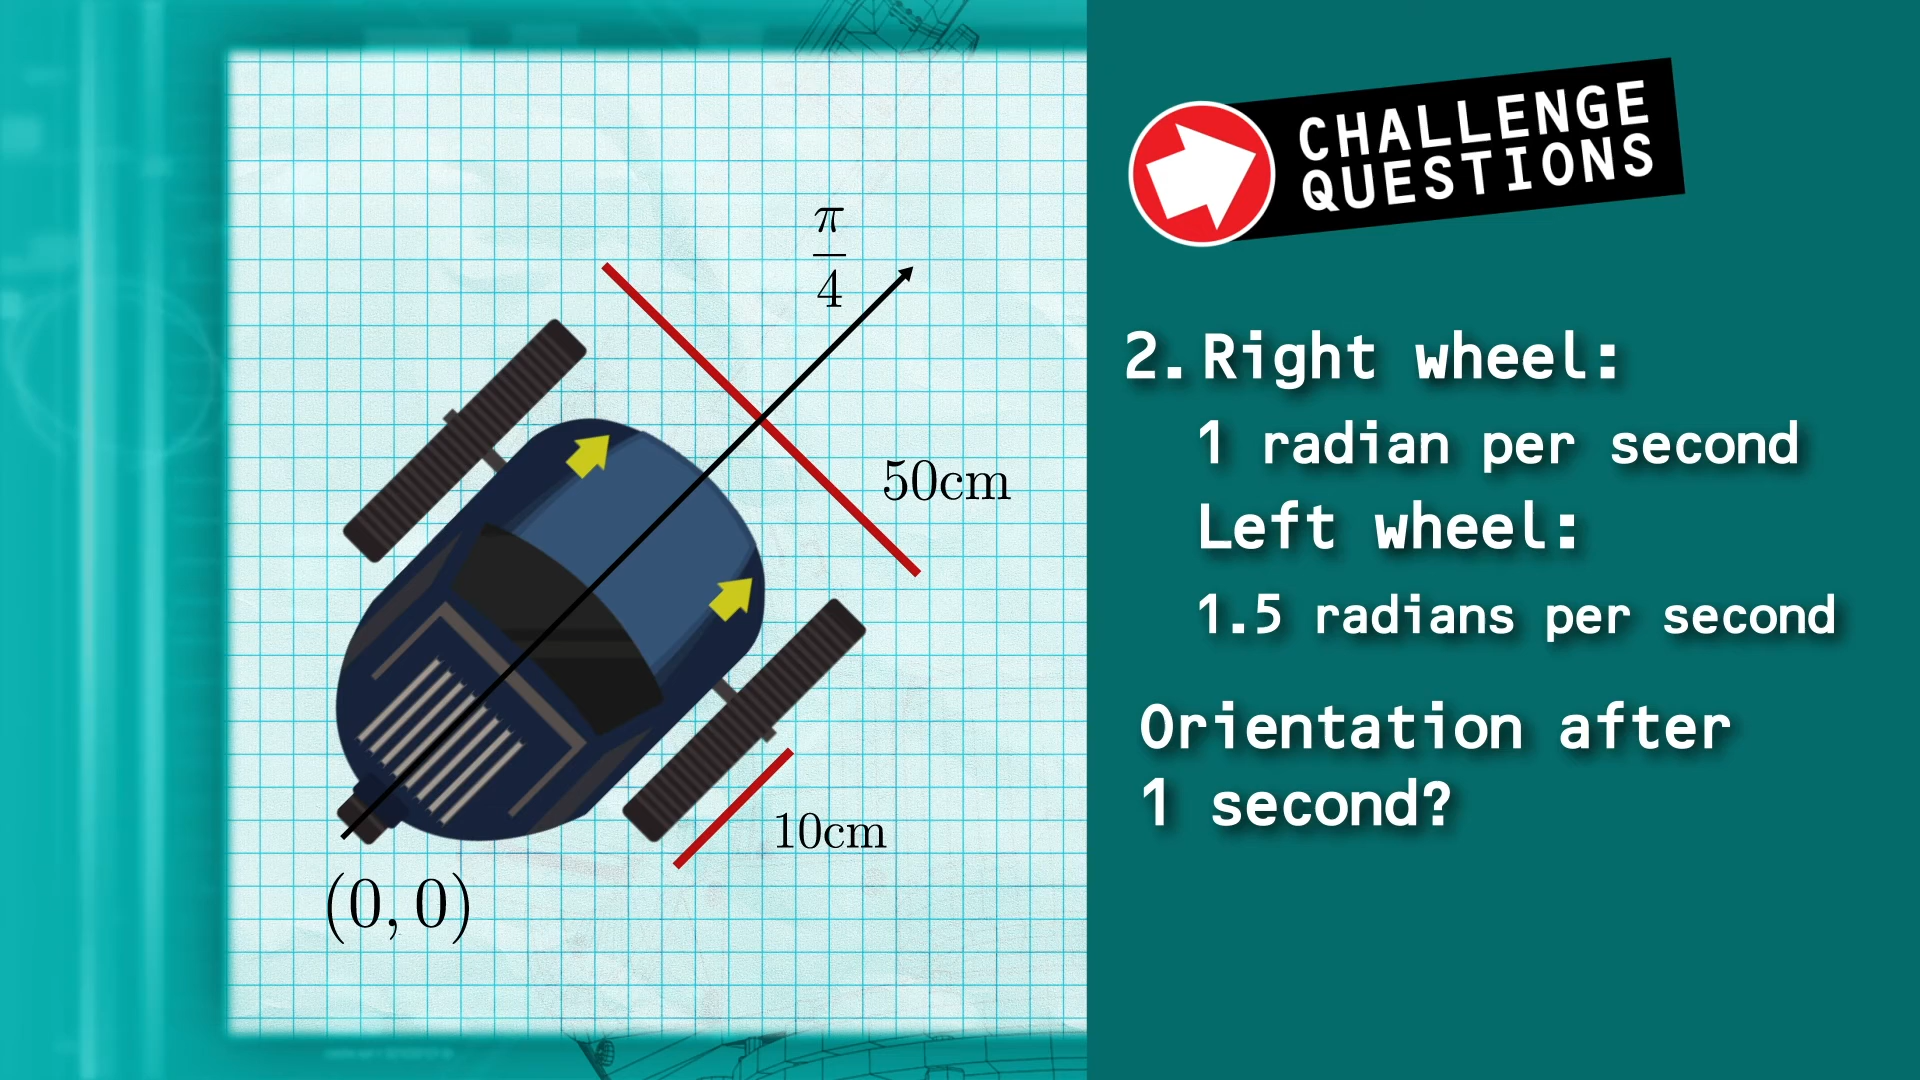 π
4
50cm
10cm
(0, 0)
CHALLENGE
QUESTIONS
2. Right wheel:
1 radian per second
Left wheel:
1.5 radians per second
Orientation after
1 second?